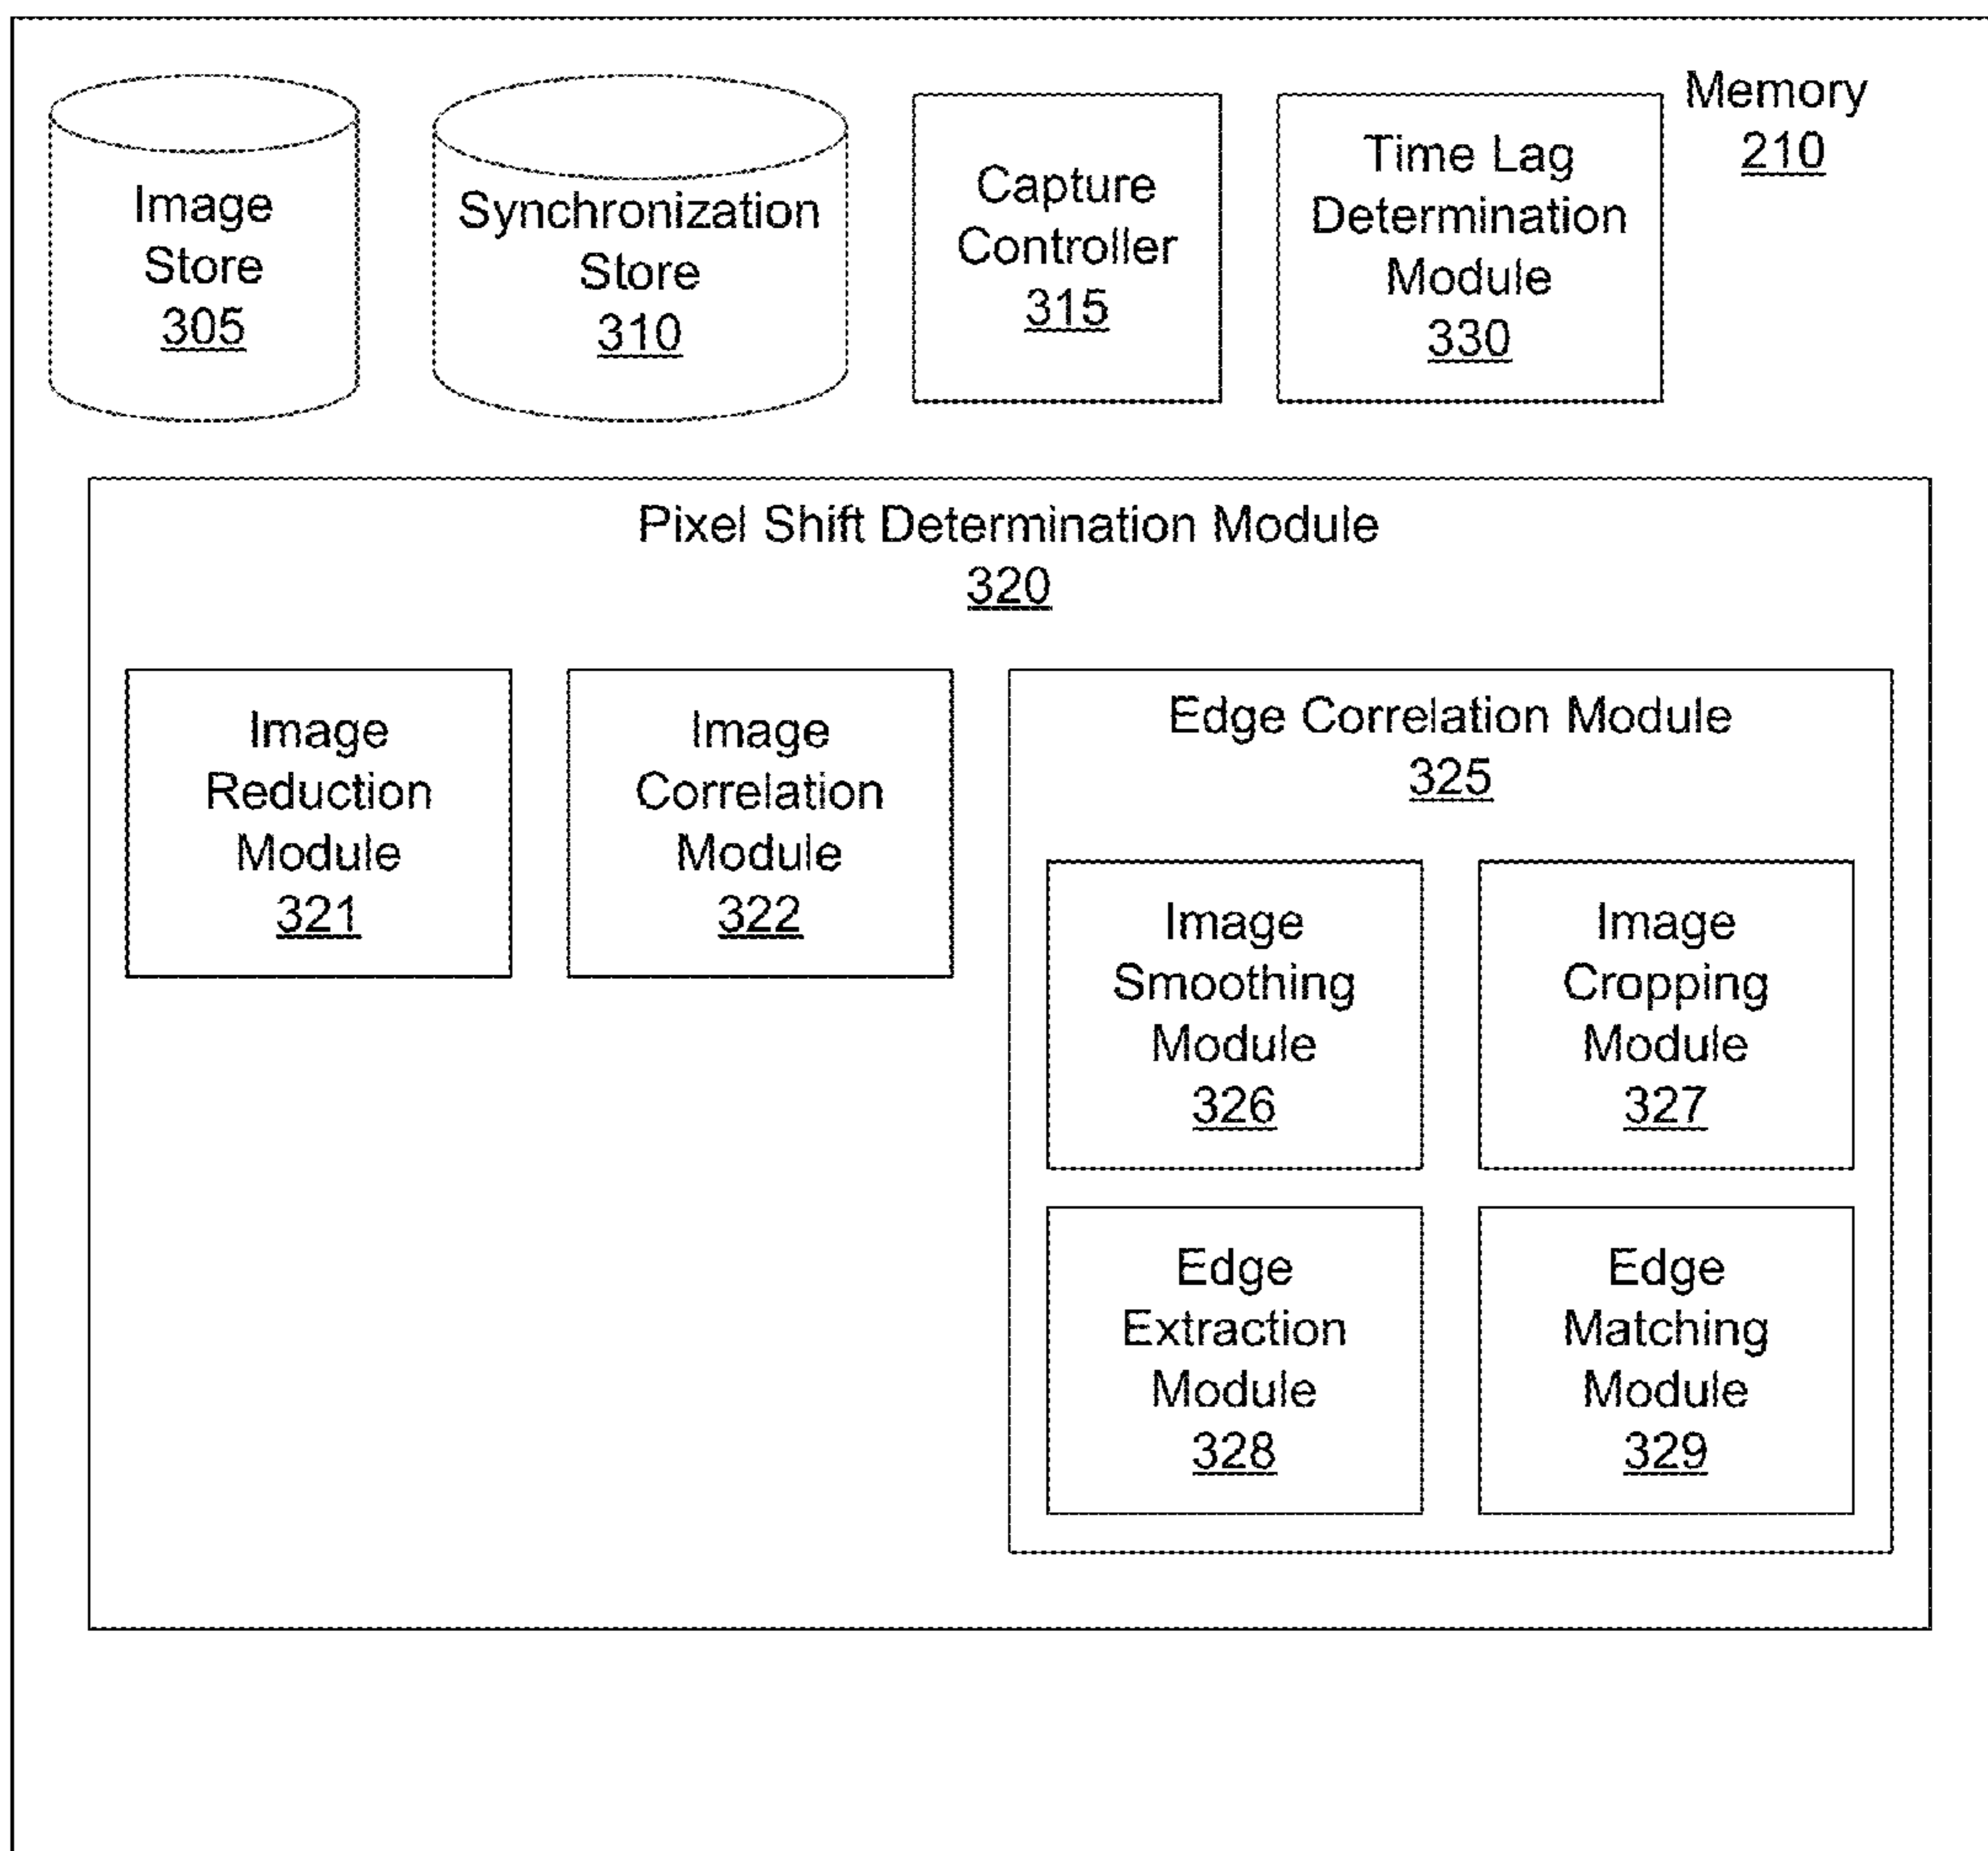 Image
Store
305
Synchronization
Store
310
Capture
Controller
315
Time Lag
Determination
Module
330
Memory
210
Pixel Shift Determination Module
320
Image
Reduction
Module
321
Image
Correlation
Module
322
Edge Correlation Module
325
Image
Smoothing
Module
326
Image
Cropping
Module
327
Edge
Extraction
Module
328
Edge
Matching
Module
329